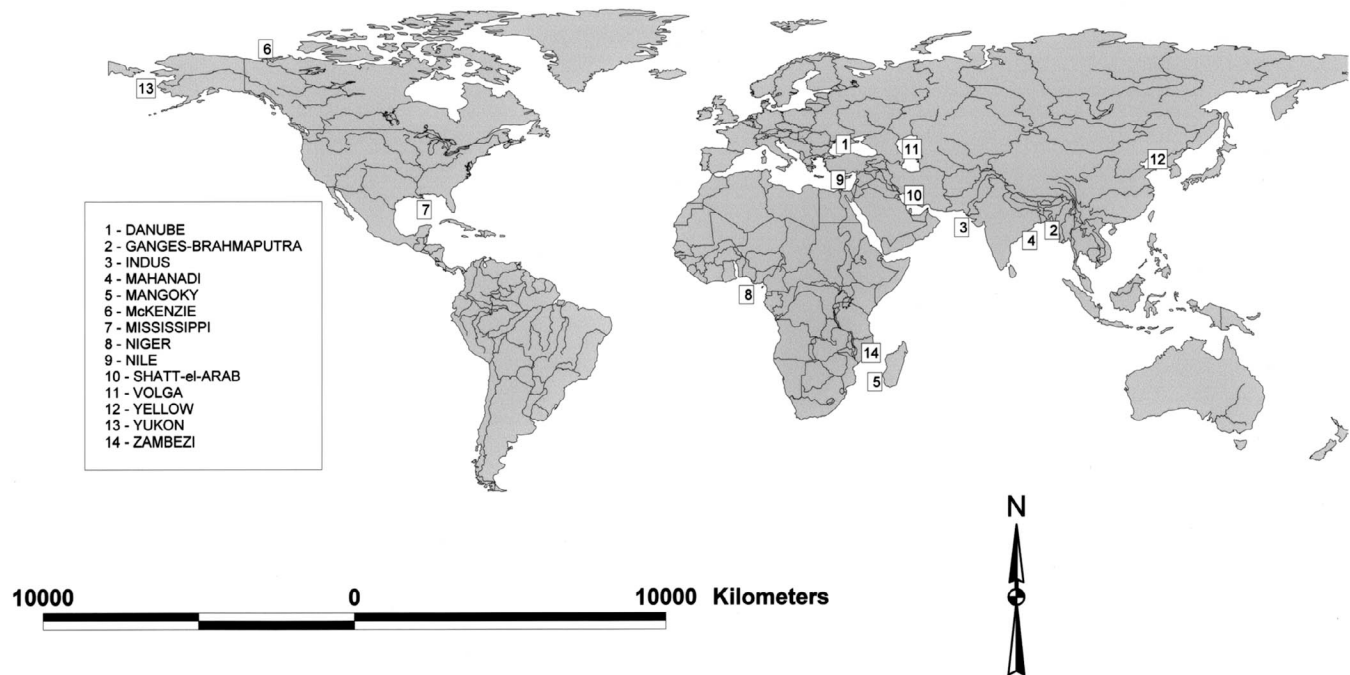 6
13
1
11
12
9
10
7
3
4
2
8
14
5
1 - DANUBE
2 - GANGES-BRAHMAPUTRA
3 - INDUS
4 - MAHANADI
5 - MANGOKY
6 - McKENZIE
7 - MISSISSIPPI
8 - NIGER
9 - NILE
10 - SHATT-el-ARAB
11 - VOLGA
12 - YELLOW
13 - YUKON
14 - ZAMBEZI
N
10000 0 10000 Kilometers